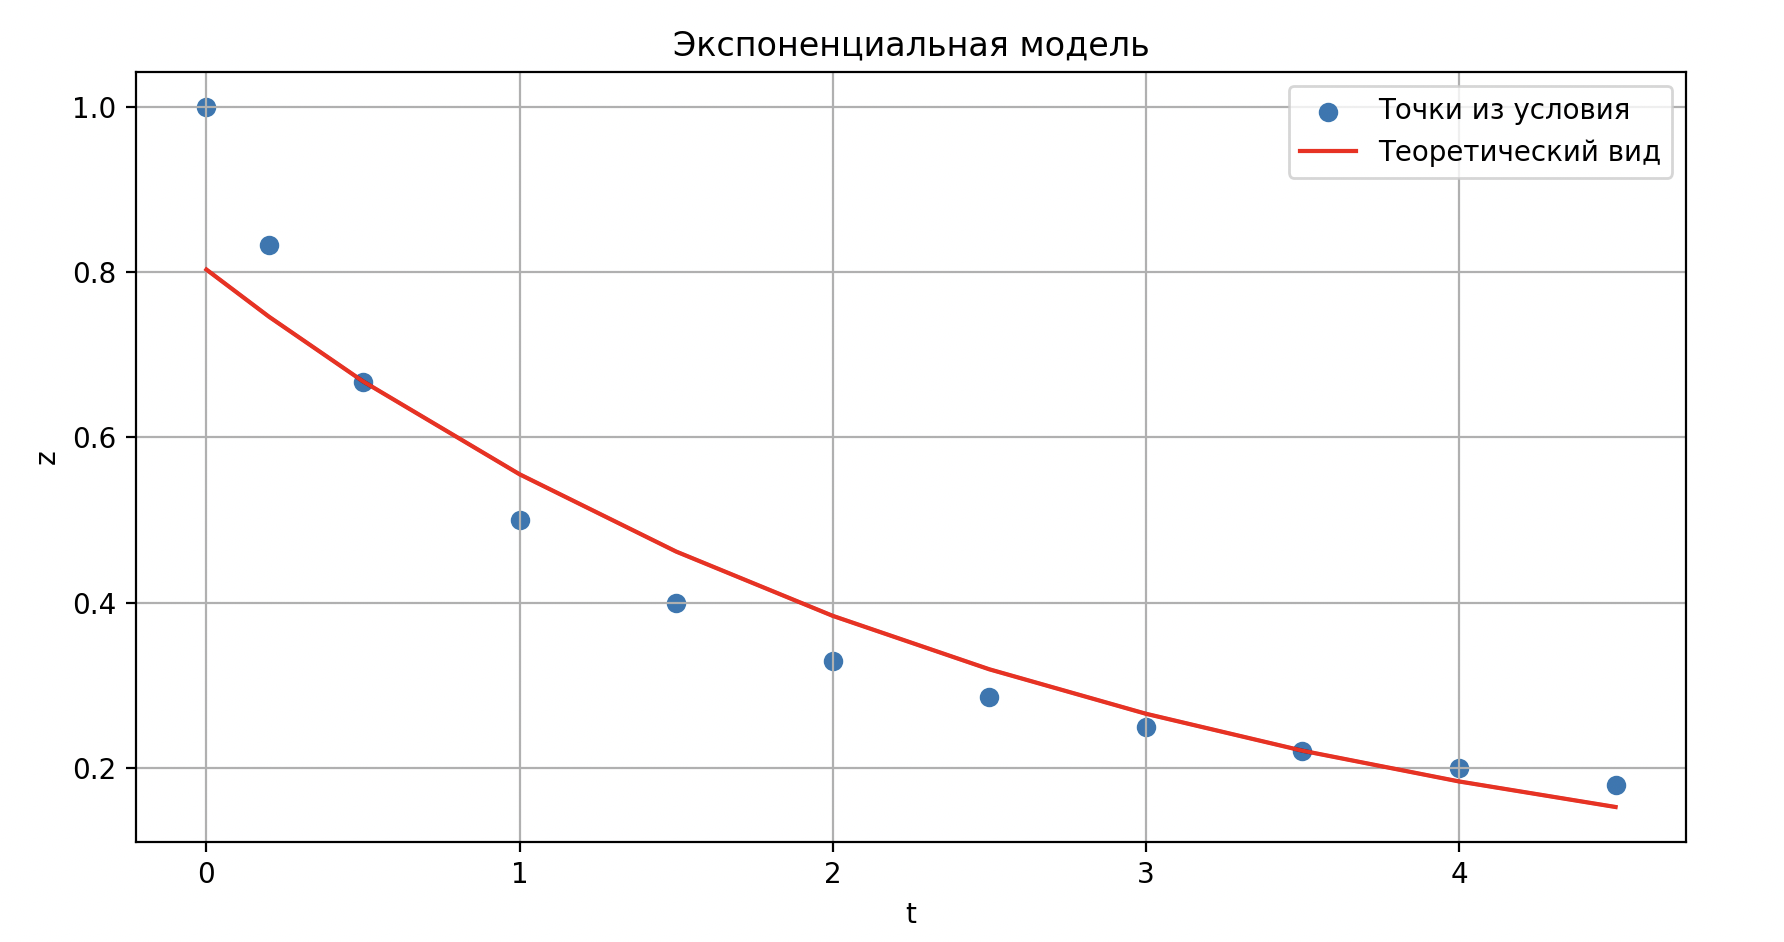 Экспоненциальная модель
Точки из условия
Теоретический вид
1.0
0.8
0.6
0.4
0.2
z
0 1 2 3 4
t